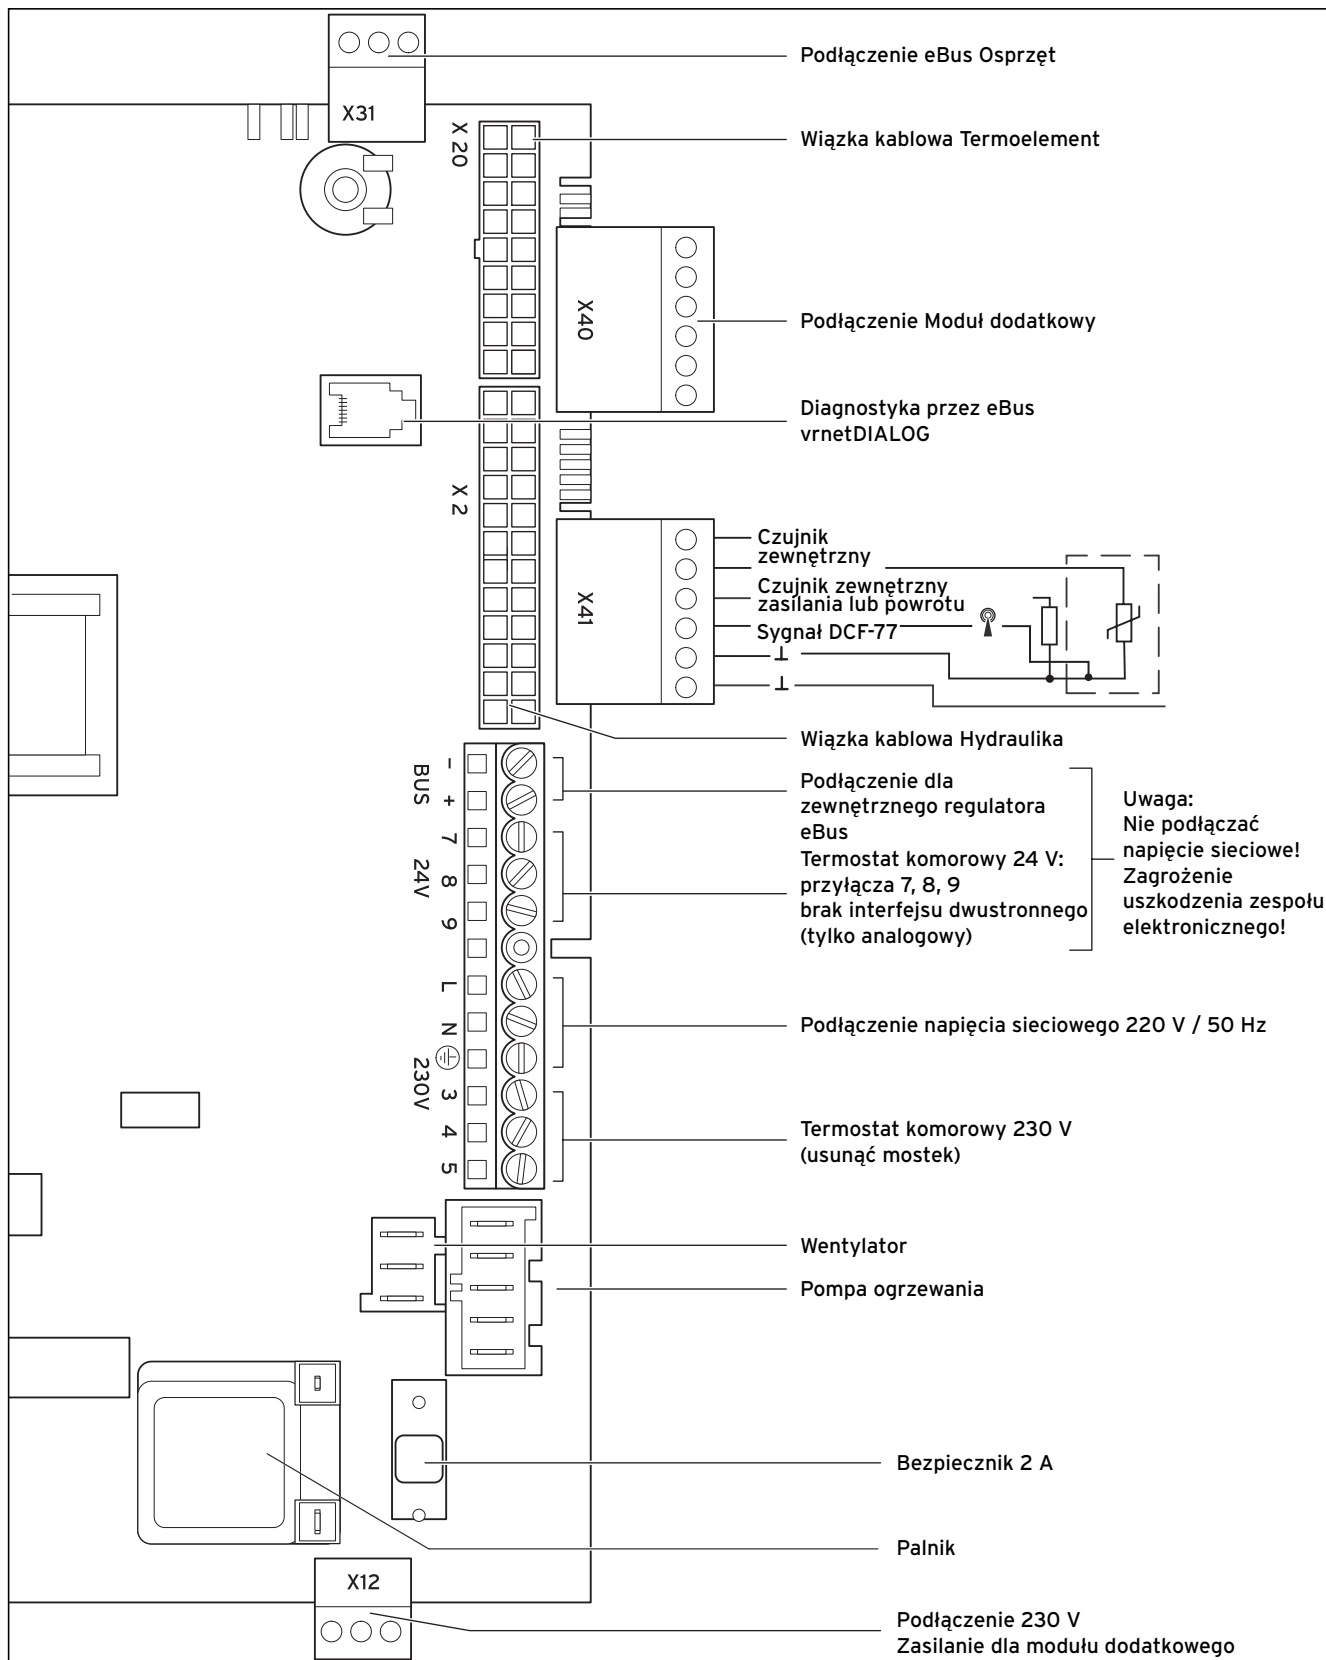 Podłączenie eBus Osprzęt
X31
X 20
Wiązka kablowa Termoelement
X40
Podłączenie Moduł dodatkowy
Diagnostyka przez eBus
vrnetDIALOG
X 2
X41
Czujnik
zewnętrzny
Czujnik zewnętrzny
zasilania lub powrotu
Sygnał DCF-77
Wiązka kablowa Hydraulika
- +
BUS
Podłączenie dla
zewnętrznego regulatora
eBus
7 8 9
24V
Termostat komorowy 24 V:
przyłącza 7, 8, 9
brak interfejsu dwustronnego
(tylko analogowy)
Uwaga:
Nie podłączać
napięcie sieciowe!
Zagrożenie
uszkodzenia zespołu
elektronicznego!
L N
Podłączenie napięcia sieciowego 220 V / 50 Hz
230V
3 4 5
Termostat komorowy 230 V
(usunąć mostek)
Wentylator
Pompa ogrzewania
Bezpiecznik 2 A
Palnik
X12
Podłączenie 230 V
Zasilanie dla modułu dodatkowego